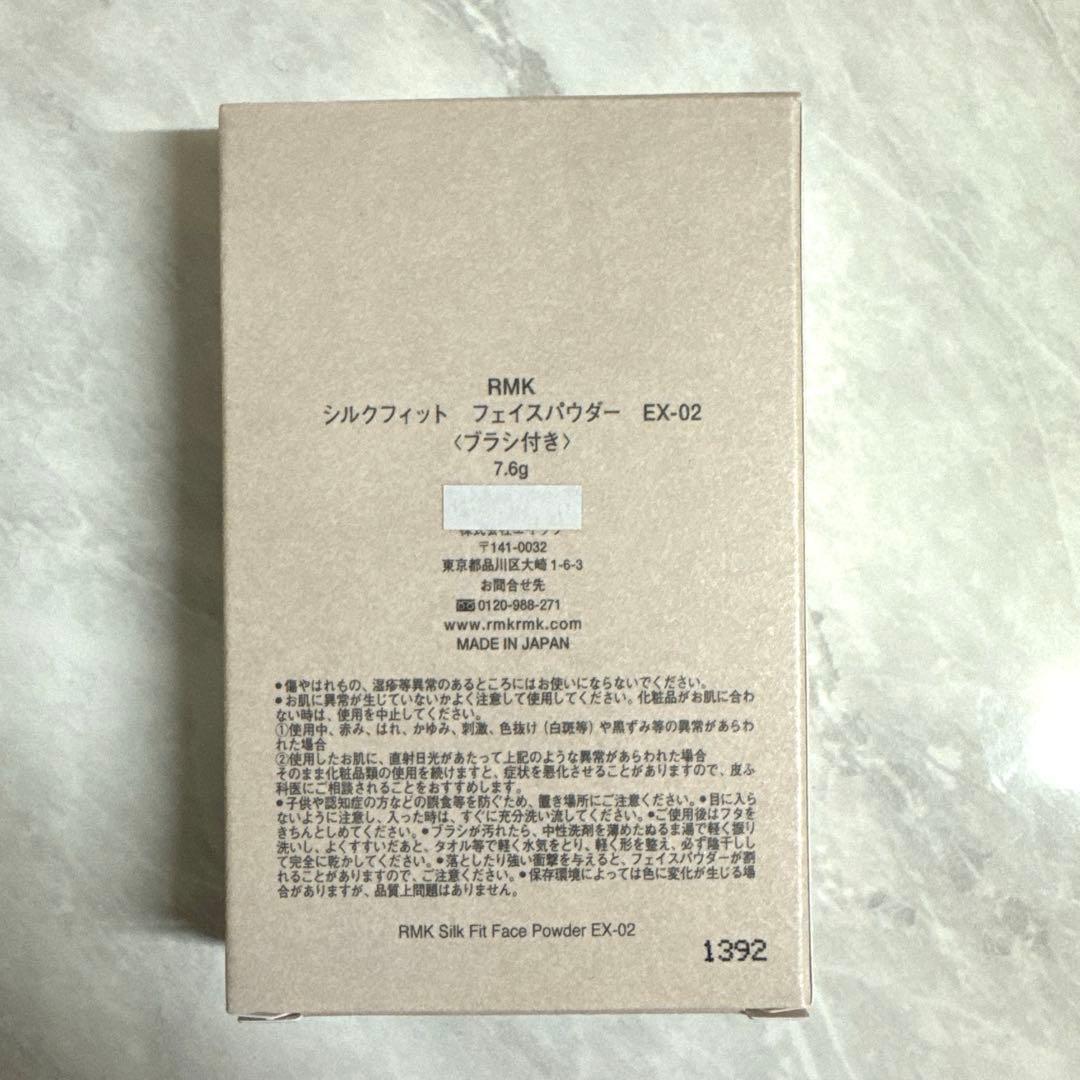 RMK
シルクフィット　フェイスパウダー　EX-02
〈ブラシ付き〉
7.6g
〒141-0032
東京都品川区大崎1-6-3
お問合せ先
0120-988-271
www.rmkrmk.com
MADE IN JAPAN
●傷やはれもの、湿疹等異常のあるところにはお使いにならないでください。
●お肌に異常が生じていないかよく注意して使用してください。化粧品がお肌に合わ
ない時は、使用を中止してください。
①使用中、赤み、はれ、かゆみ、刺激、色抜け（白斑等）や黒ずみ等の異常があらわ
れた場合
②使用したお肌に、直射日光があたって上記のような異常があらわれた場合
そのまま化粧品類の使用を続けますと、症状を悪化させることがありますので、皮ふ
科医にご相談されることをおすすめします。
●子供や認知症の方などの誤食等を防ぐため、置き場所にご注意ください。●目に入ら
ないように注意し、入った時は、すぐに充分洗い流してください。●ご使用後はフタを
きちんとしめてください。●ブラシが汚れたら、中性洗剤を薄めたぬるま湯で軽く振り
洗いし、よくすすいだあと、タオル等で軽く水気をとり、軽く形を整え、必ず陰干しし
て完全に乾かしてください。●落としたり強い衝撃を与えると、フェイスパウダーが割
れることがありますので、ご注意ください。●保存環境によっては色に変化が生じる場
合がありますが、品質上問題はありません。
RMK Silk Fit Face Powder EX-02
1392